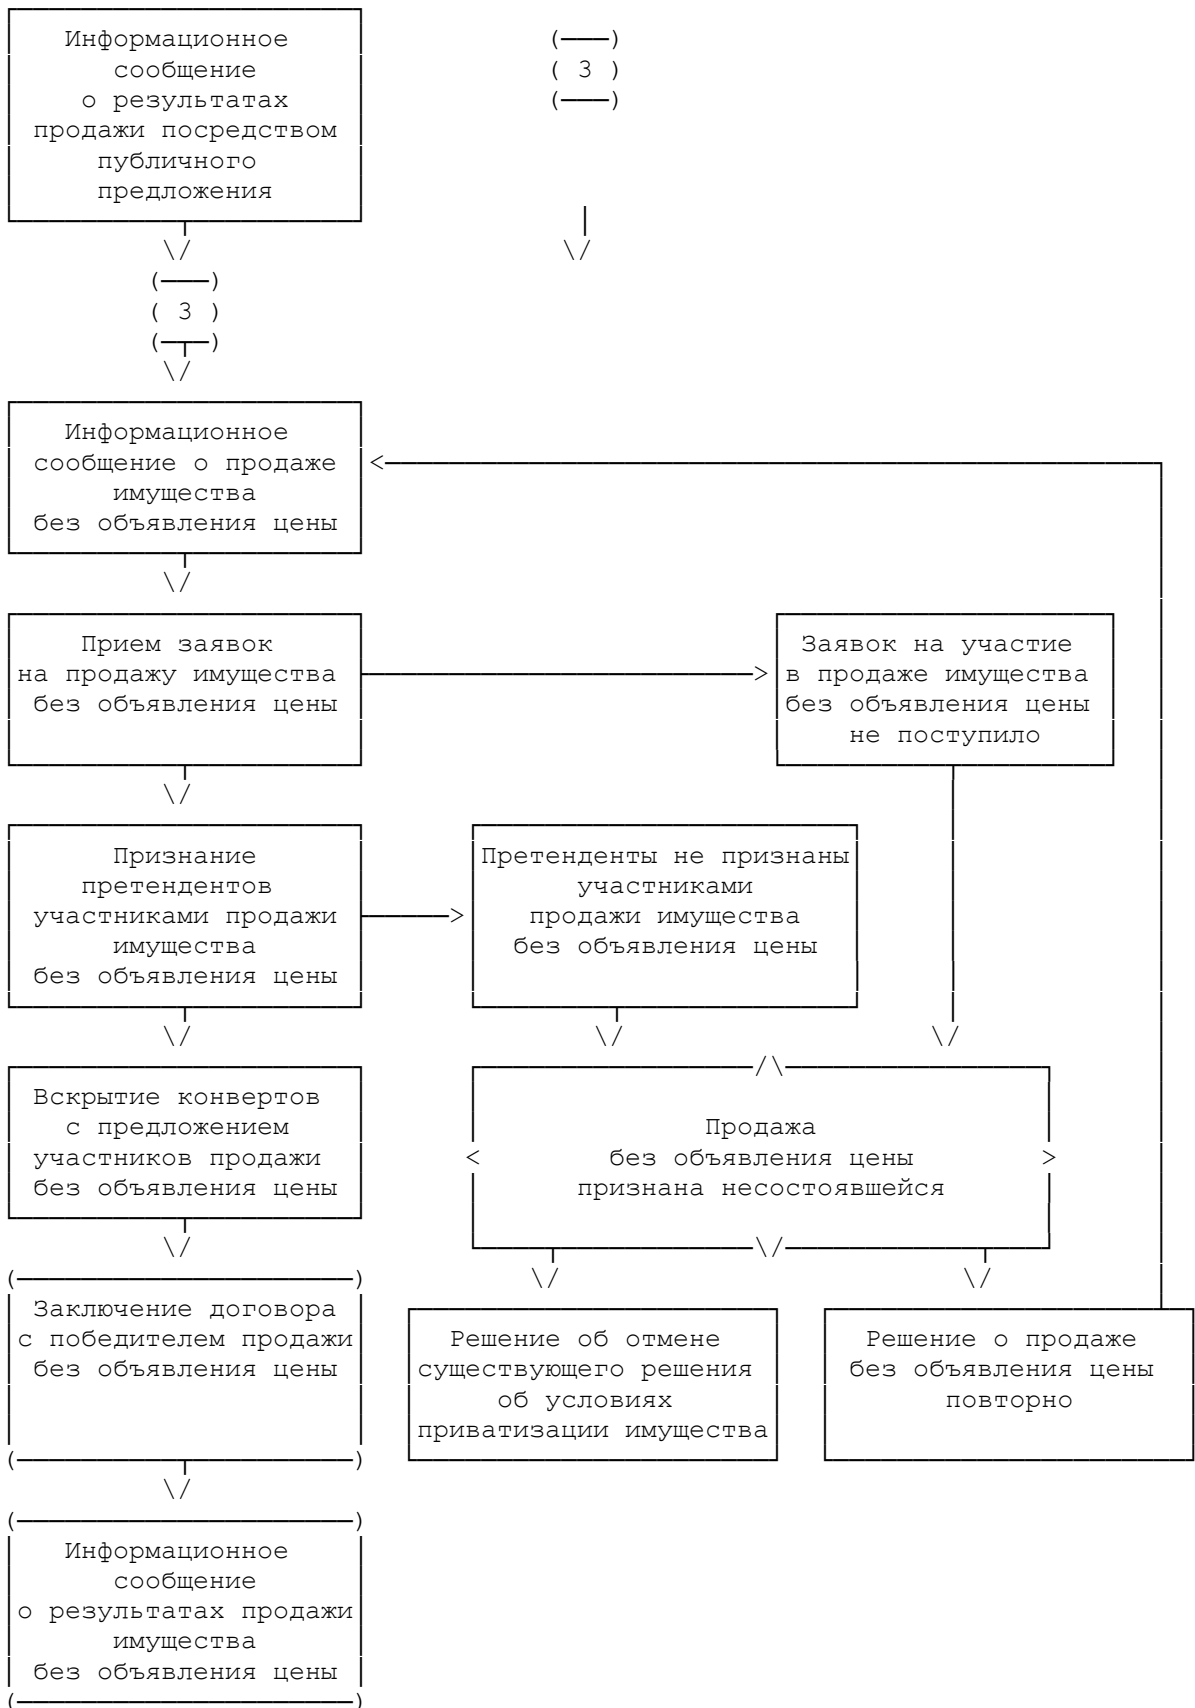 Информационное
сообщение
о результатах
продажи посредством
публичного
предложения
( 3 )
( 3 )
Информационное
сообщение о продаже
имущества
без объявления цены
Прием заявок
на продажу имущества
без объявления цены
Заявок на участие
в продаже имущества
без объявления цены
не поступило
Признание
претендентов
участниками продажи
имущества
без объявления цены
Претенденты не признаны
участниками
продажи имущества
без объявления цены
Вскрытие конвертов
с предложением
участников продажи
без объявления цены
Продажа
без объявления цены
признана несостоявшейся
Заключение договора
с победителем продажи
без объявления цены
Решение об отмене
существующего решения
об условиях
приватизации имущества
Решение о продаже
без объявления цены
повторно
Информационное
сообщение
о результатах продажи
имущества
без объявления цены